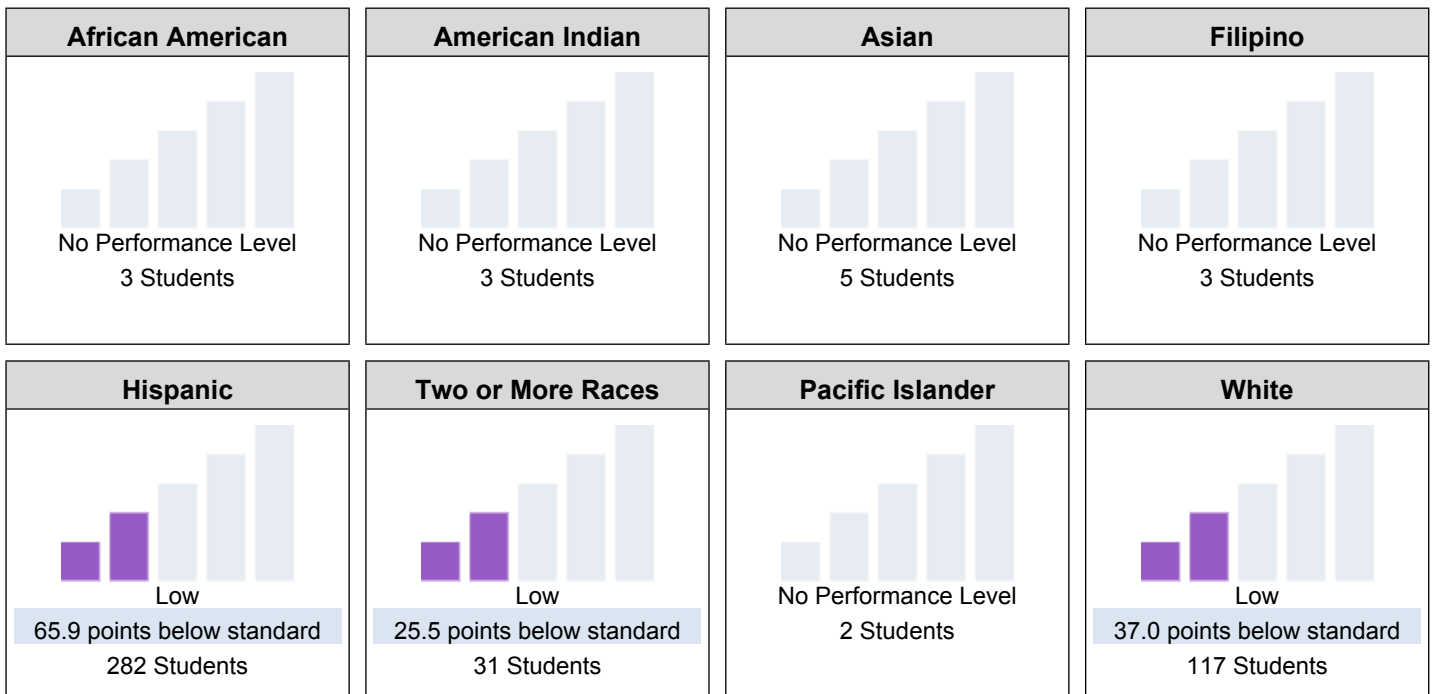 African American
No Performance Level
3 Students
American Indian
No Performance Level
3 Students
Asian
No Performance Level
5 Students
Filipino
No Performance Level
3 Students
Hispanic
Low
65.9 points below standard
282 Students
Two or More Races
Low
25.5 points below standard
31 Students
Pacific Islander
No Performance Level
2 Students
White
Low
37.0 points below standard
117 Students